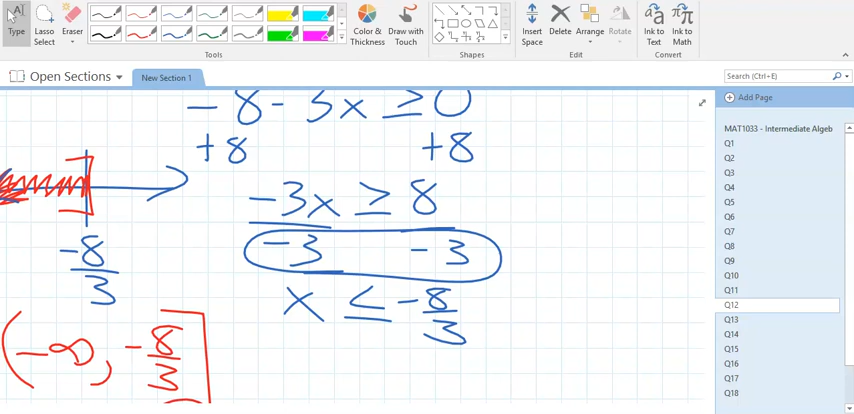 Type
Lasso
Select
Eraser
Color &
Thickness
Draw with
Touch
Insert
Space
Delete
Arrange
Rotate
Ink to
Text
Ink to
Math
Tools
Shapes
Edit
Convert
Open Sections
New Section 1
Search (Ctrl+E)
Add Page
MAT1033 - Intermediate Algeb
Q1
Q2
Q3
Q4
Q5
Q6
Q7
Q8
Q9
Q10
Q11
Q12
Q13
Q14
Q15
Q16
Q17
Q18
-8 - 3x ≥ 0
+8 +8
-3x ≥ 8
-3 -3
x ≤ -8/3
-8/3
(-∞, -8/3]